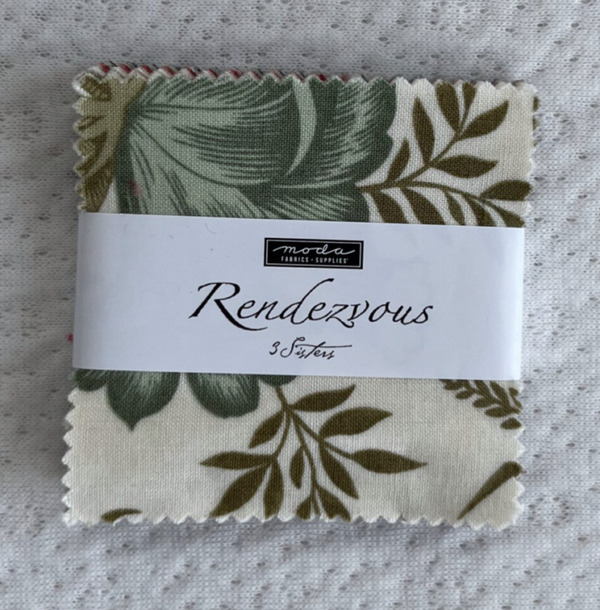 moda
FABRICS + SUPPLIES
Rendezvous
3 Sisters